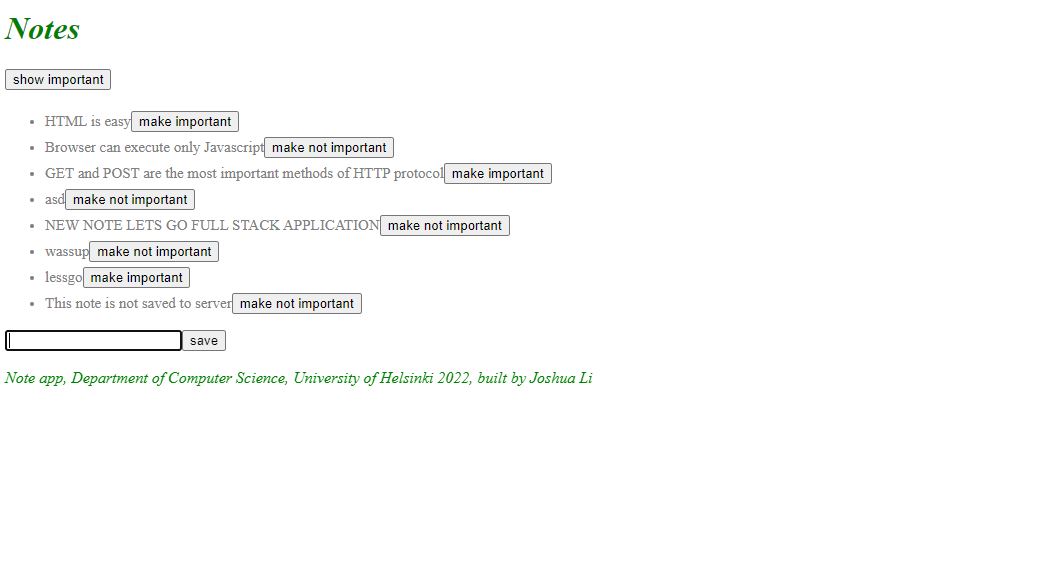 Notes
show important
HTML is easy make important
Browser can execute only Javascript make not important
GET and POST are the most important methods of HTTP protocol make important
asd make not important
NEW NOTE LETS GO FULL STACK APPLICATION make not important
wassup make not important
lessgo make important
This note is not saved to server make not important
save
Note app, Department of Computer Science, University of Helsinki 2022, built by Joshua Li